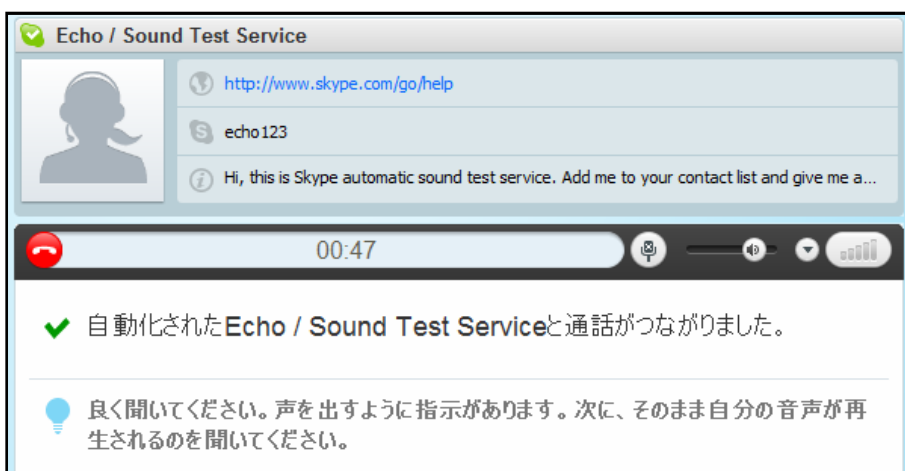 Echo / Sound Test Service
http://www.skype.com/go/help
echo123
Hi, this is Skype automatic sound test service. Add me to your contact list and give me a...
00:47
自動化されたEcho / Sound Test Serviceと通話がつながりました。
良く聞いてください。声を出すように指示があります。次に、そのまま自分の音声が再
生されるのを聞いてください。